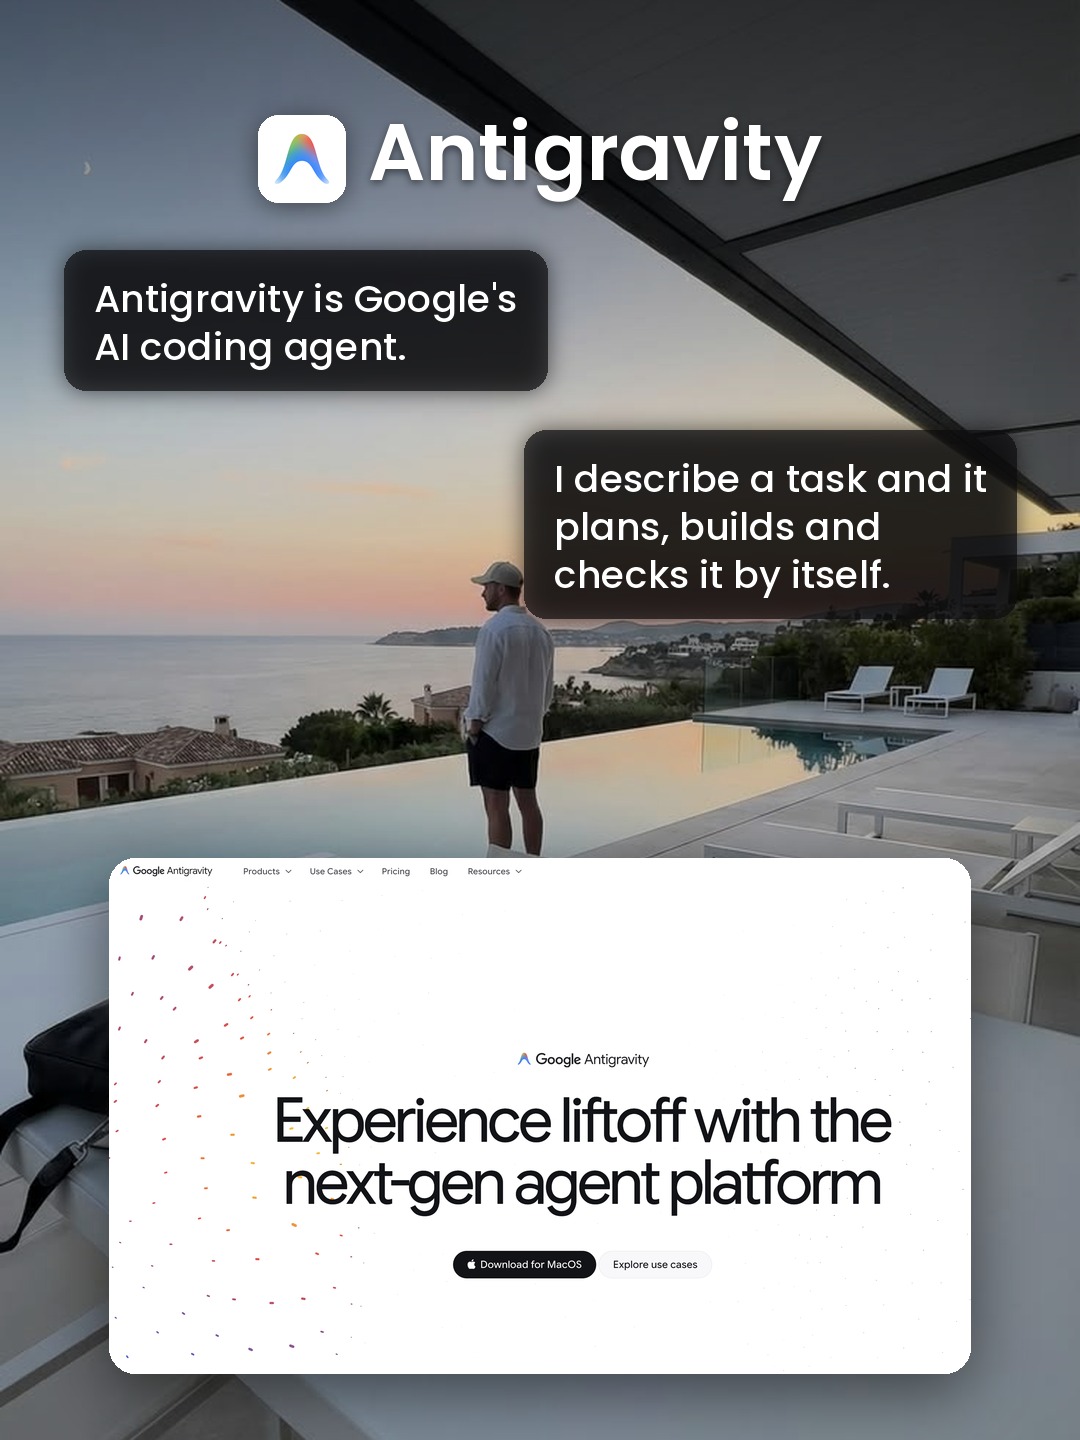 Antigravity
Antigravity is Google's
AI coding agent.
I describe a task and it
plans, builds and
checks it by itself.
Google Antigravity
Products
Use Cases
Pricing
Blog
Resources
Google Antigravity
Experience liftoff with the
next-gen agent platform
Download for MacOS
Explore use cases